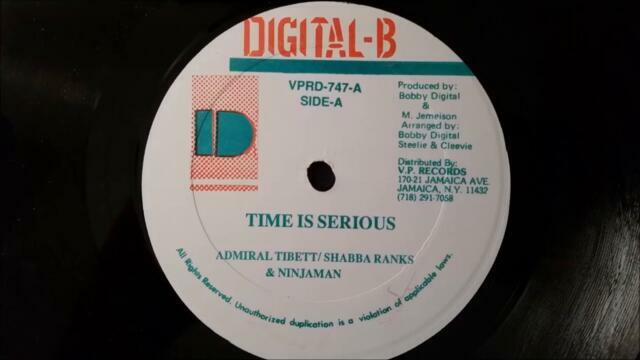 DIGITAL-B
VPRD-747-A
SIDE-A
Produced by:
Bobby Digital
&
M. Jemeison
Arranged by:
Bobby Digital
Steelie & Cleevie
Distributed By:
V.P. RECORDS
170-21 JAMAICA AVE.
JAMAICA, N.Y. 11432
(718) 291-7058
D
TIME IS SERIOUS
ADMIRAL TIBETT/ SHABBA RANKS
& NINJAMAN
All Rights Reserved. Unauthorized duplication is a violation of applicable laws.